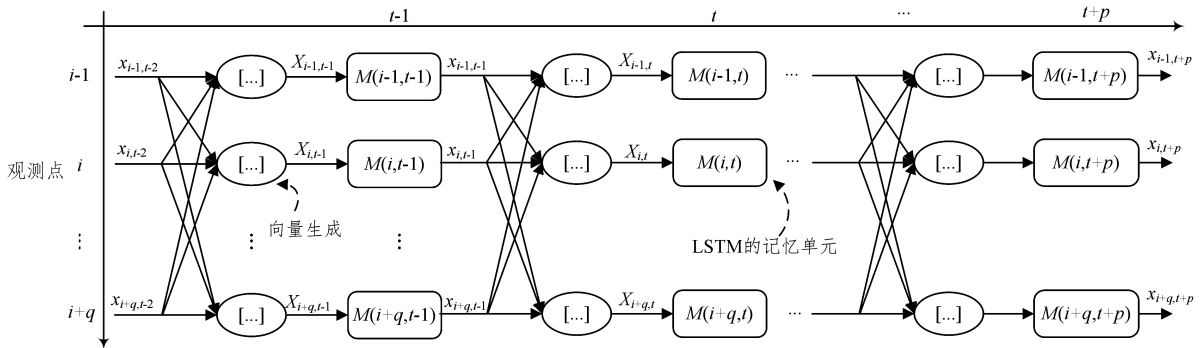 t-1 t ... t+p
i-1 x_{i-1,t-2} [...] X_{i-1,t-1} M(i-1,t-1) x_{i-1,t-1} [...] X_{i-1,t} M(i-1,t) ... [...] M(i-1,t+p) x_{i-1,t+p}
观测点 i x_{i,t-2} [...] X_{i,t-1} M(i,t-1) x_{i,t-1} [...] X_{i,t} M(i,t) ... [...] M(i,t+p) x_{i,t+p}
向量生成
LSTM的记忆单元
⋮ ⋮ ⋮
i+q x_{i+q,t-2} [...] X_{i+q,t-1} M(i+q,t-1) x_{i+q,t-1} [...] X_{i+q,t} M(i+q,t) ... [...] M(i+q,t+p) x_{i+q,t+p}